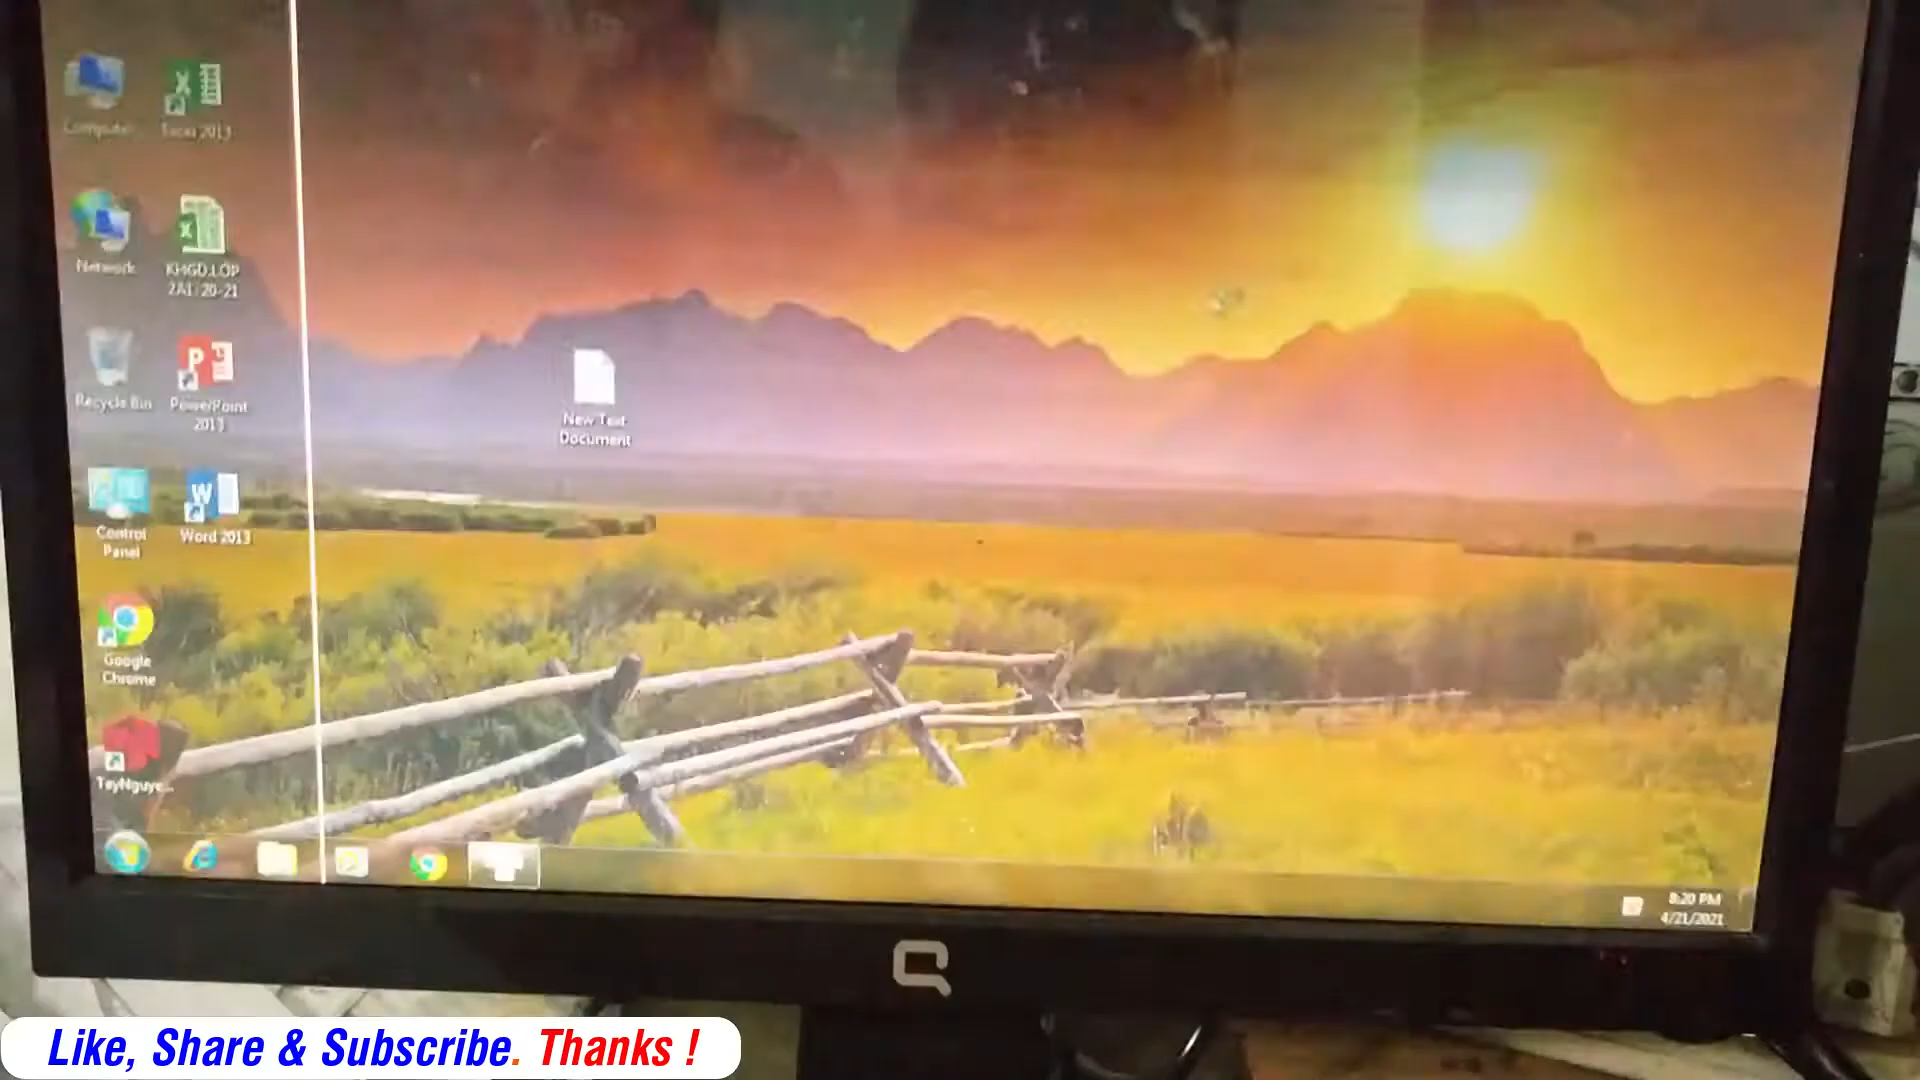 Computer
Excel 2013
Network
KHGD.LOP
2A1 20-21
Recycle Bin
PowerPoint
2013
New Text
Document
Control
Panel
Word 2013
Google
Chrome
TayNguye...
8:20 PM
4/21/2021
Like, Share & Subscribe. Thanks !